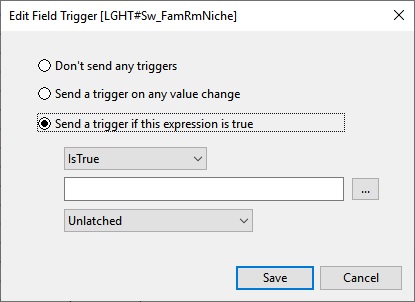 Edit Field Trigger [LGHT#Sw_FamRmNiche]
Don't send any triggers
Send a trigger on any value change
Send a trigger if this expression is true
IsTrue
...
Unlatched
Save Cancel